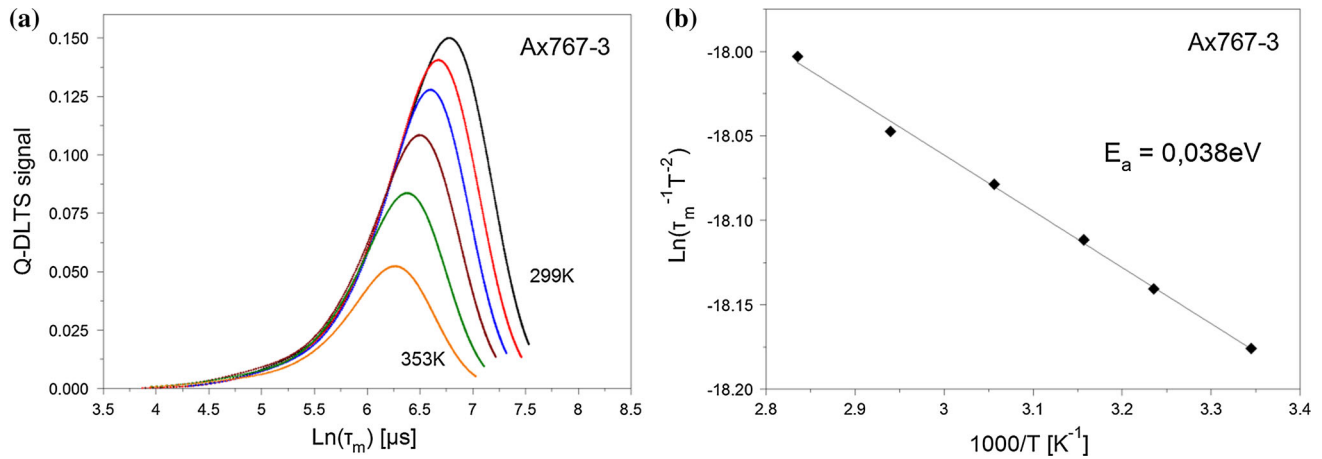 (a)
Ax767-3
Q-DLTS signal
0.150
0.125
0.100
0.075
0.050
0.025
0.000
299K
353K
3.5 4 4.5 5 5.5 6 6.5 7 7.5 8 8.5
Ln(τm) [μs]
(b)
Ax767-3
Ln(τm⁻¹T⁻²)
-18.00
-18.05
-18.10
-18.15
-18.20
Ea = 0,038eV
2.8 2.9 3 3.1 3.2 3.3 3.4
1000/T [K⁻¹]